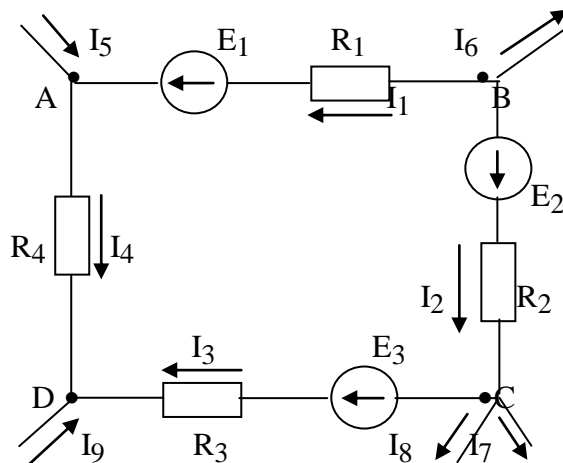 I5 E1 R1 I6
A I1 B
E2
R4 I4 I2 R2
I3 E3
D C
I9 R3 I8 I7